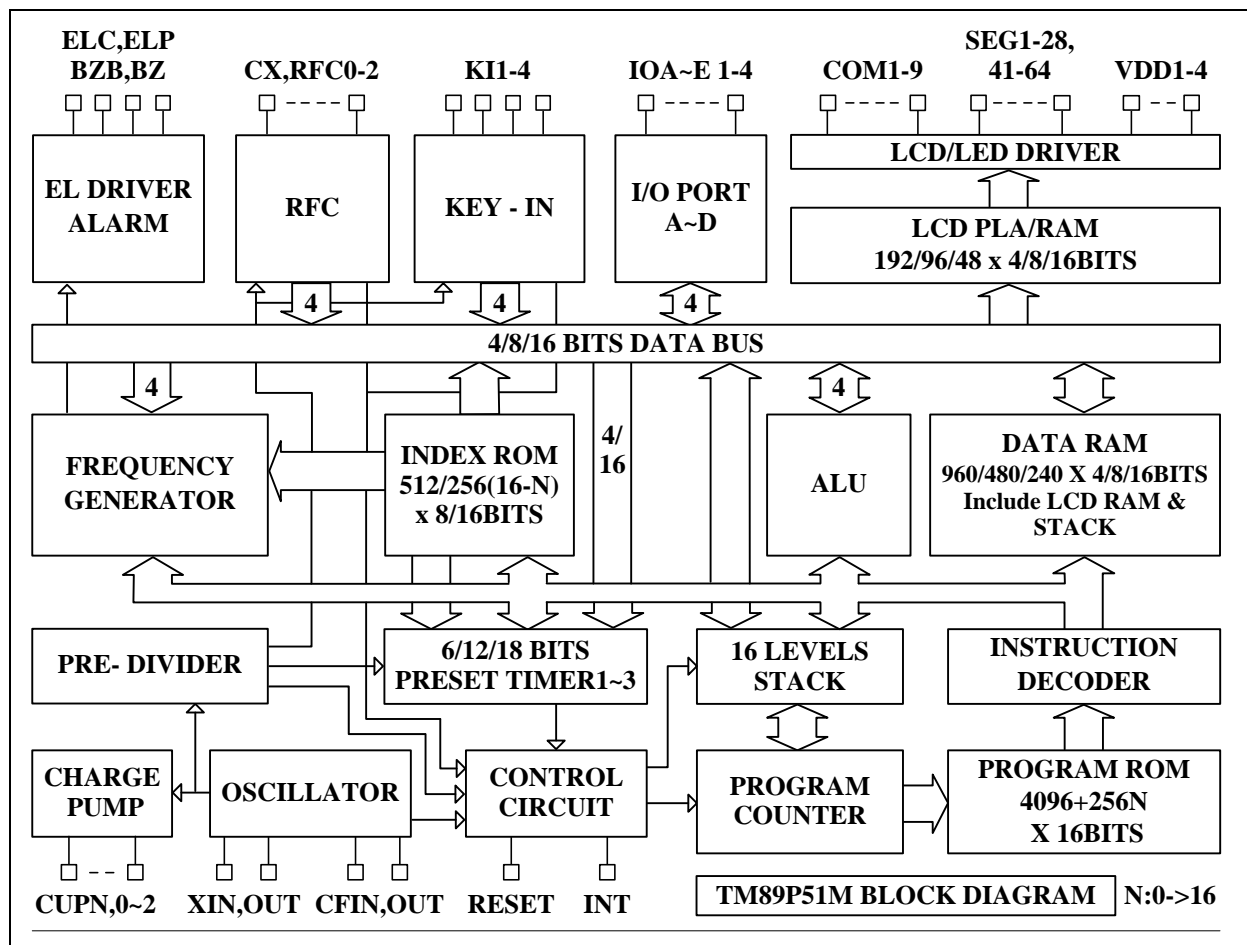 ELC,ELP
BZB,BZ
CX,RFC0-2
KI1-4
IOA~E 1-4
COM1-9
SEG1-28,
41-64
VDD1-4
EL DRIVER
ALARM
RFC
KEY - IN
I/O PORT
A~D
LCD/LED DRIVER
LCD PLA/RAM
192/96/48 x 4/8/16BITS
4
4
4
4/8/16 BITS DATA BUS
4
4
FREQUENCY
GENERATOR
INDEX ROM
512/256(16-N)
x 8/16BITS
4/
16
ALU
DATA RAM
960/480/240 X 4/8/16BITS
Include LCD RAM &
STACK
PRE- DIVIDER
6/12/18 BITS
PRESET TIMER1~3
16 LEVELS
STACK
INSTRUCTION
DECODER
CHARGE
PUMP
OSCILLATOR
CONTROL
CIRCUIT
PROGRAM
COUNTER
PROGRAM ROM
4096+256N
X 16BITS
CUPN,0~2
XIN,OUT
CFIN,OUT
RESET
INT
TM89P51M BLOCK DIAGRAM
N:0->16